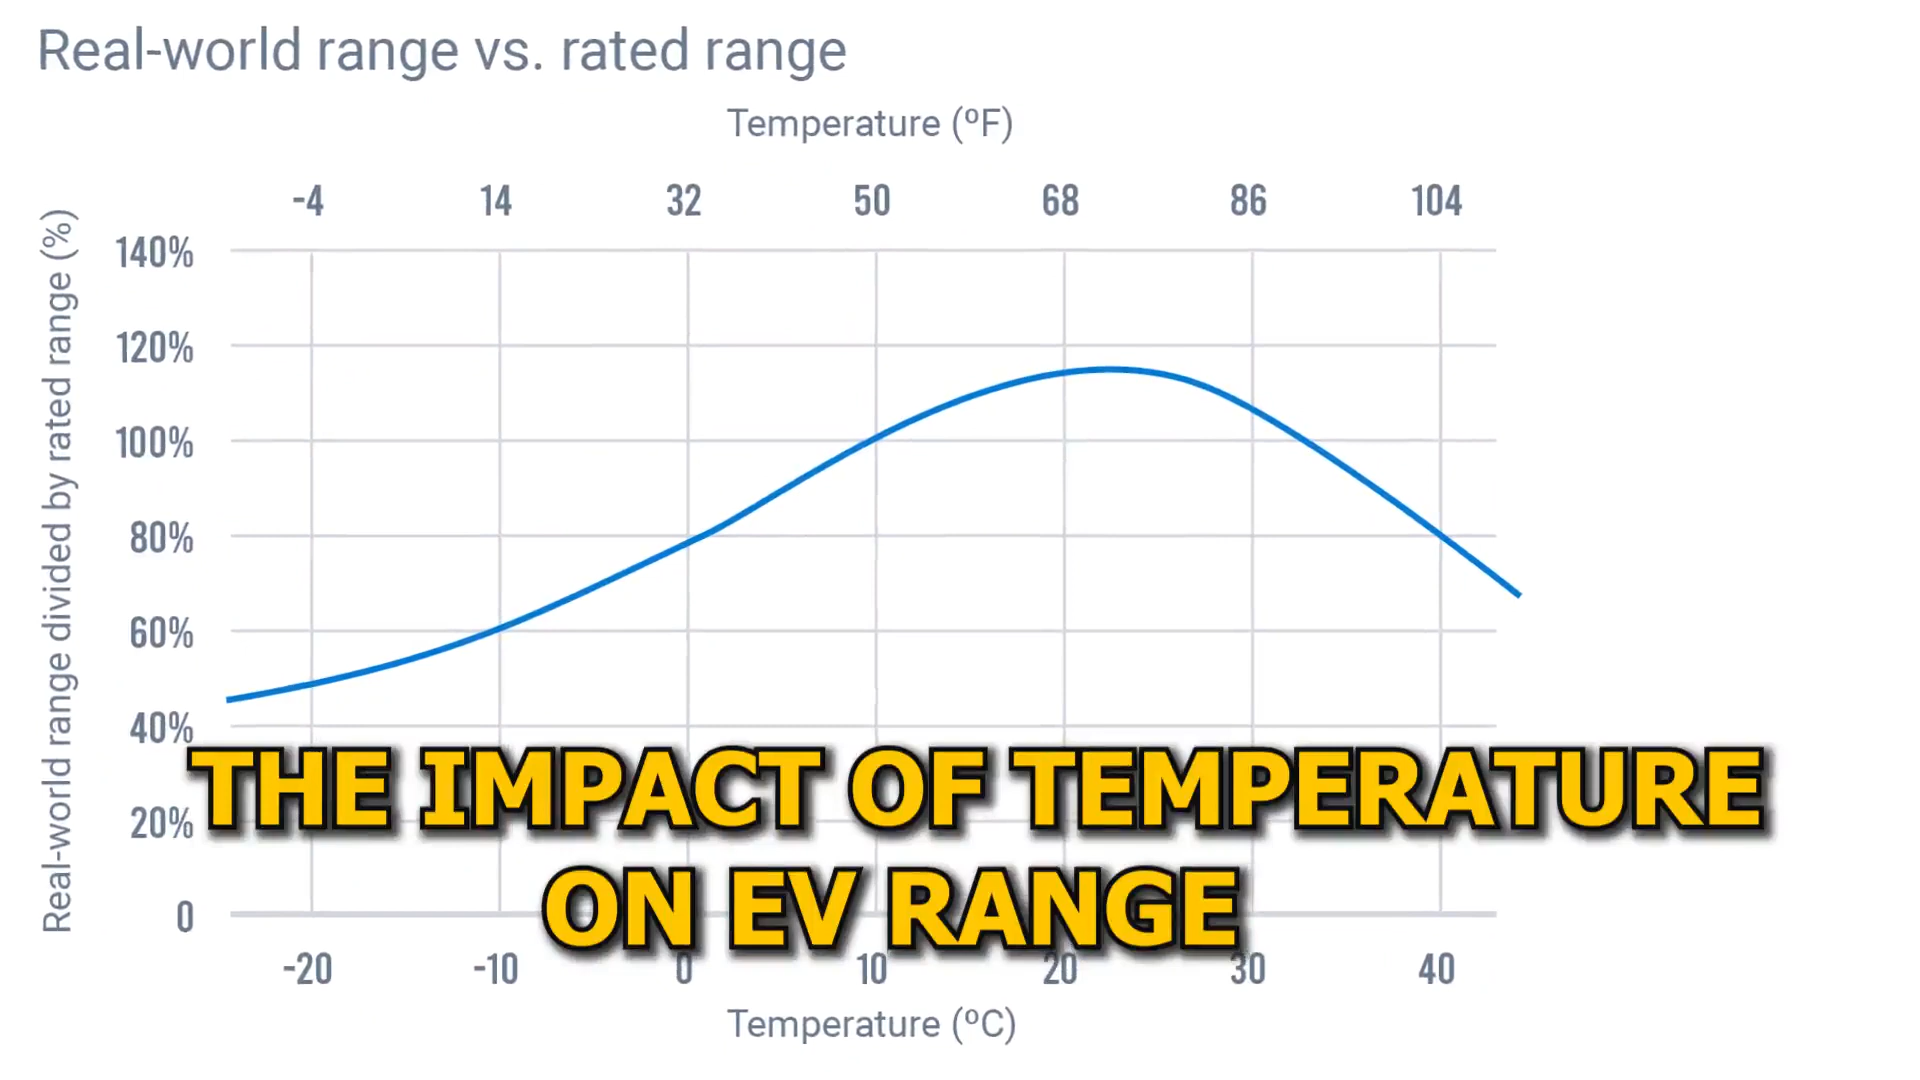 Real-world range vs. rated range
Temperature (ºF)
-4 14 32 50 68 86 104
Real-world range divided by rated range (%)
140%
120%
100%
80%
60%
40%
20%
0
THE IMPACT OF TEMPERATURE
ON EV RANGE
-20 -10 0 10 20 30 40
Temperature (ºC)